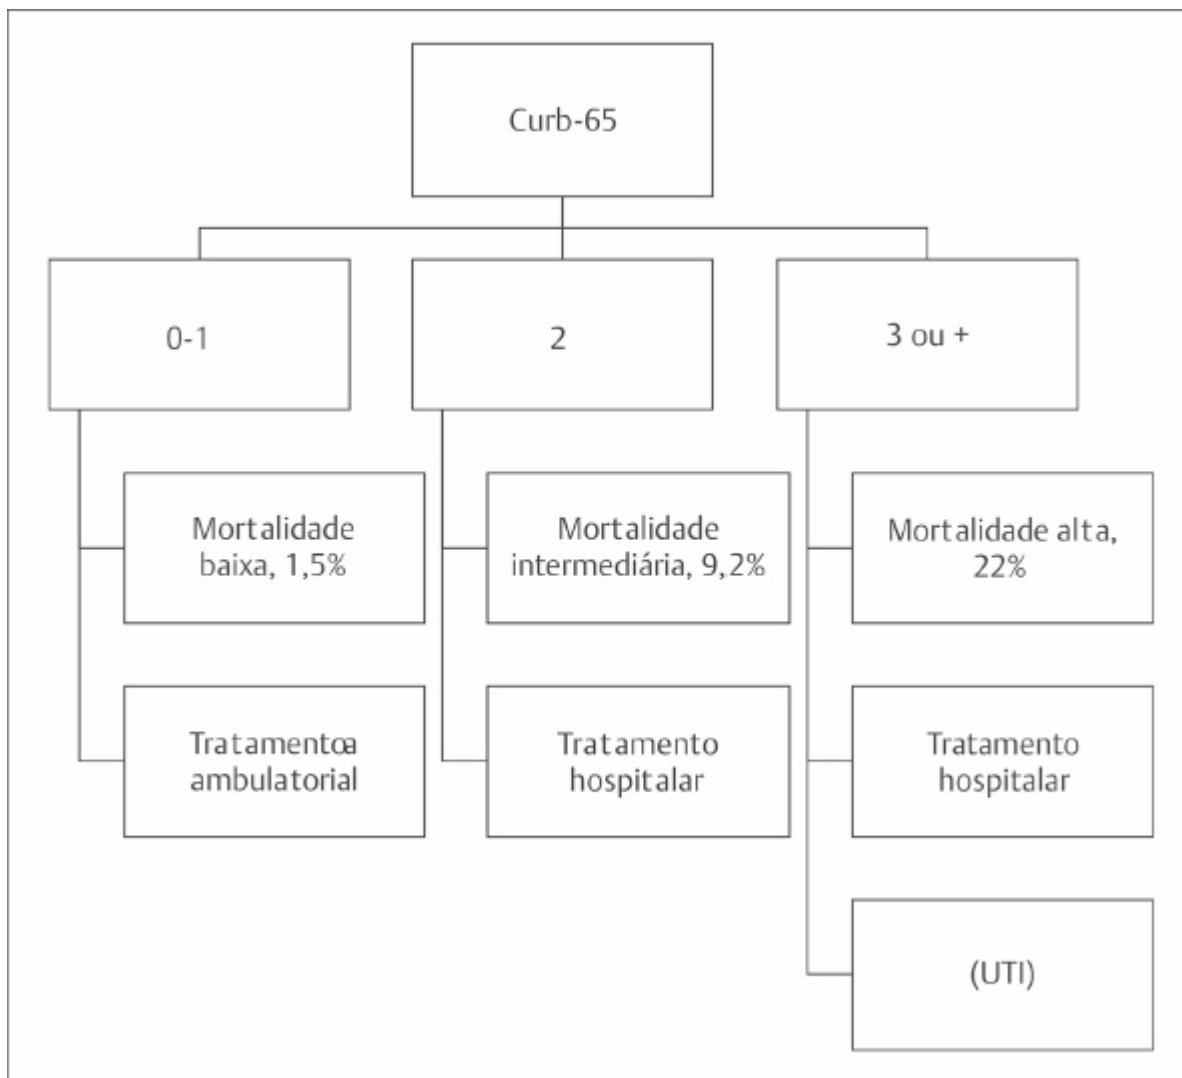 Curb-65
0-1
2
3 ou +
Mortalidade
baixa, 1,5%
Mortalidade
intermediária, 9,2%
Mortalidade alta,
22%
Tratamentoa
ambulatorial
Tratamento
hospitalar
Tratamento
hospitalar
(UTI)